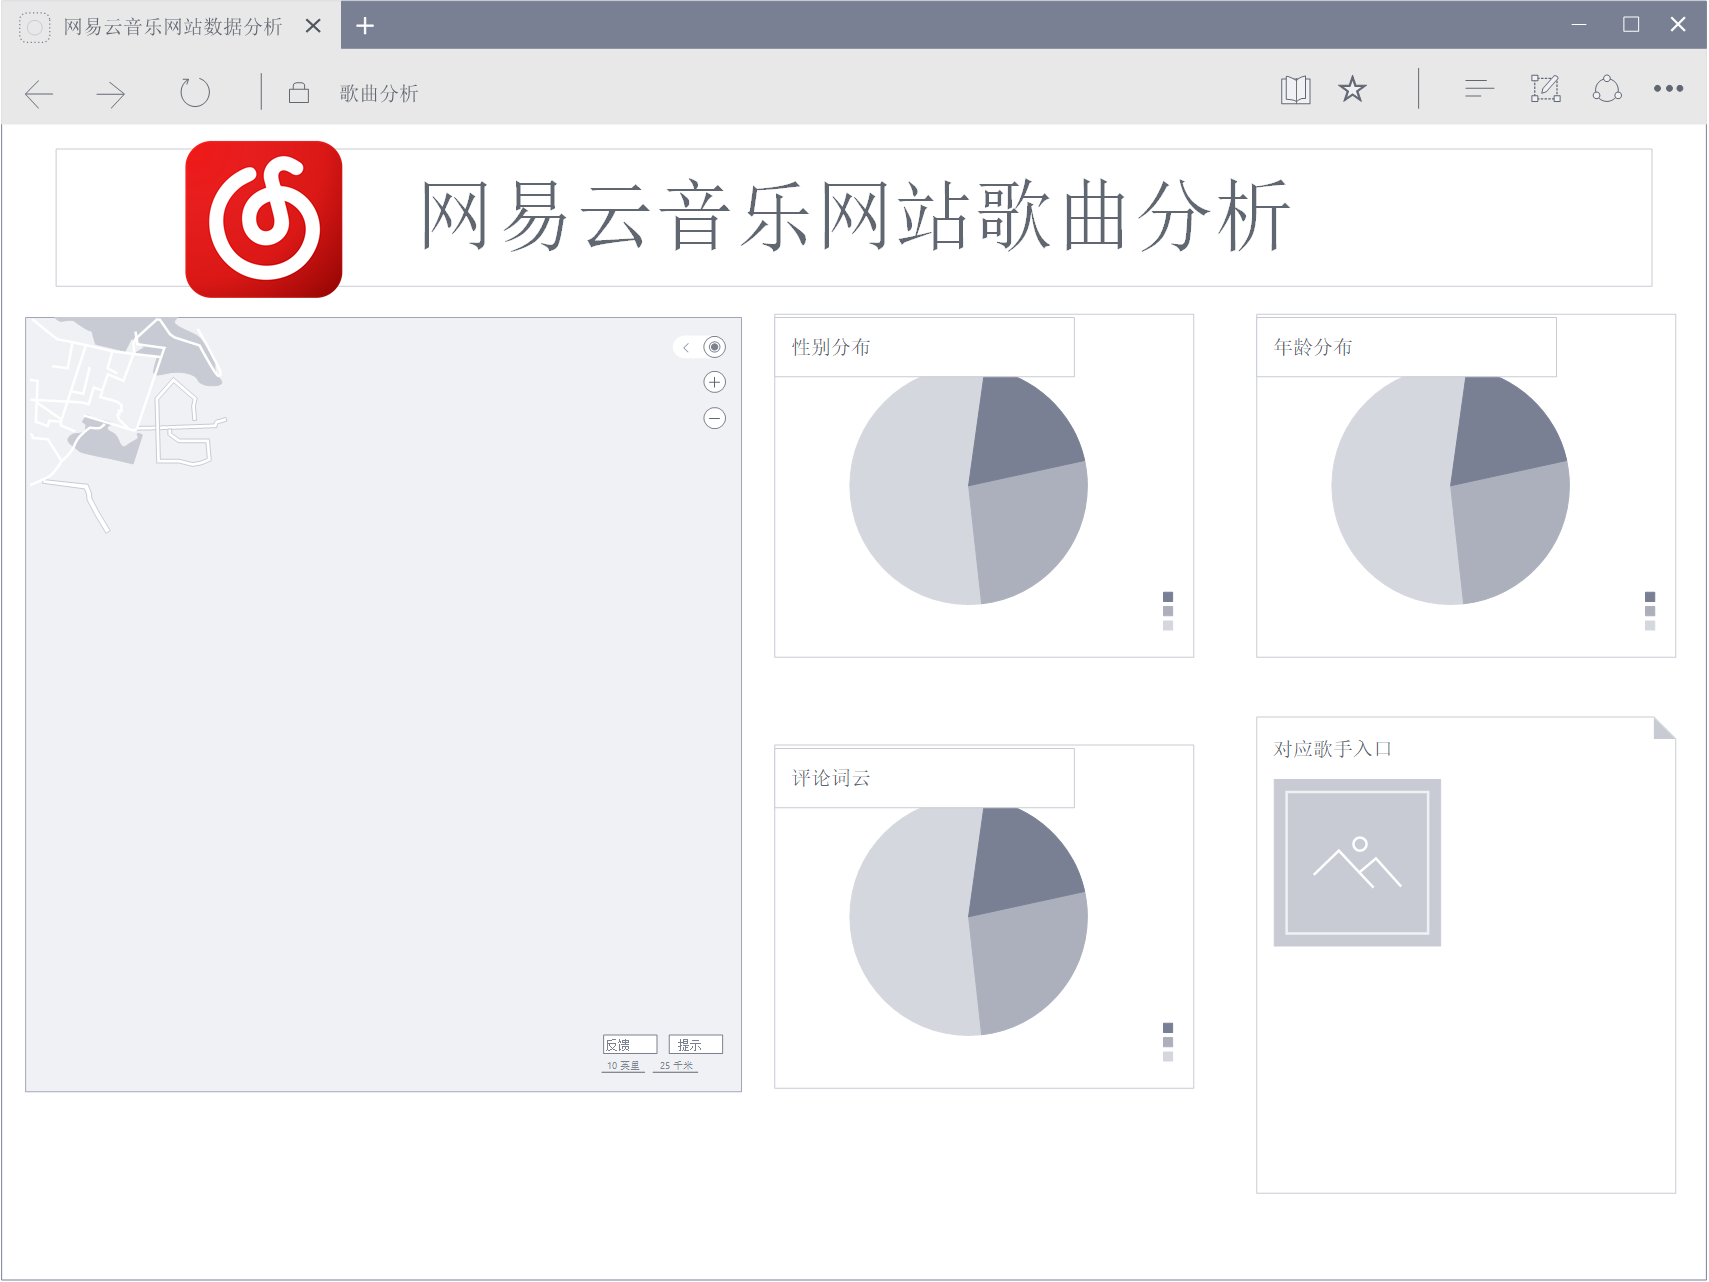 网易云音乐网站数据分析
歌曲分析
网易云音乐网站歌曲分析
性别分布
年龄分布
评论词云
对应歌手入口
反馈 提示
10 英里 25 千米